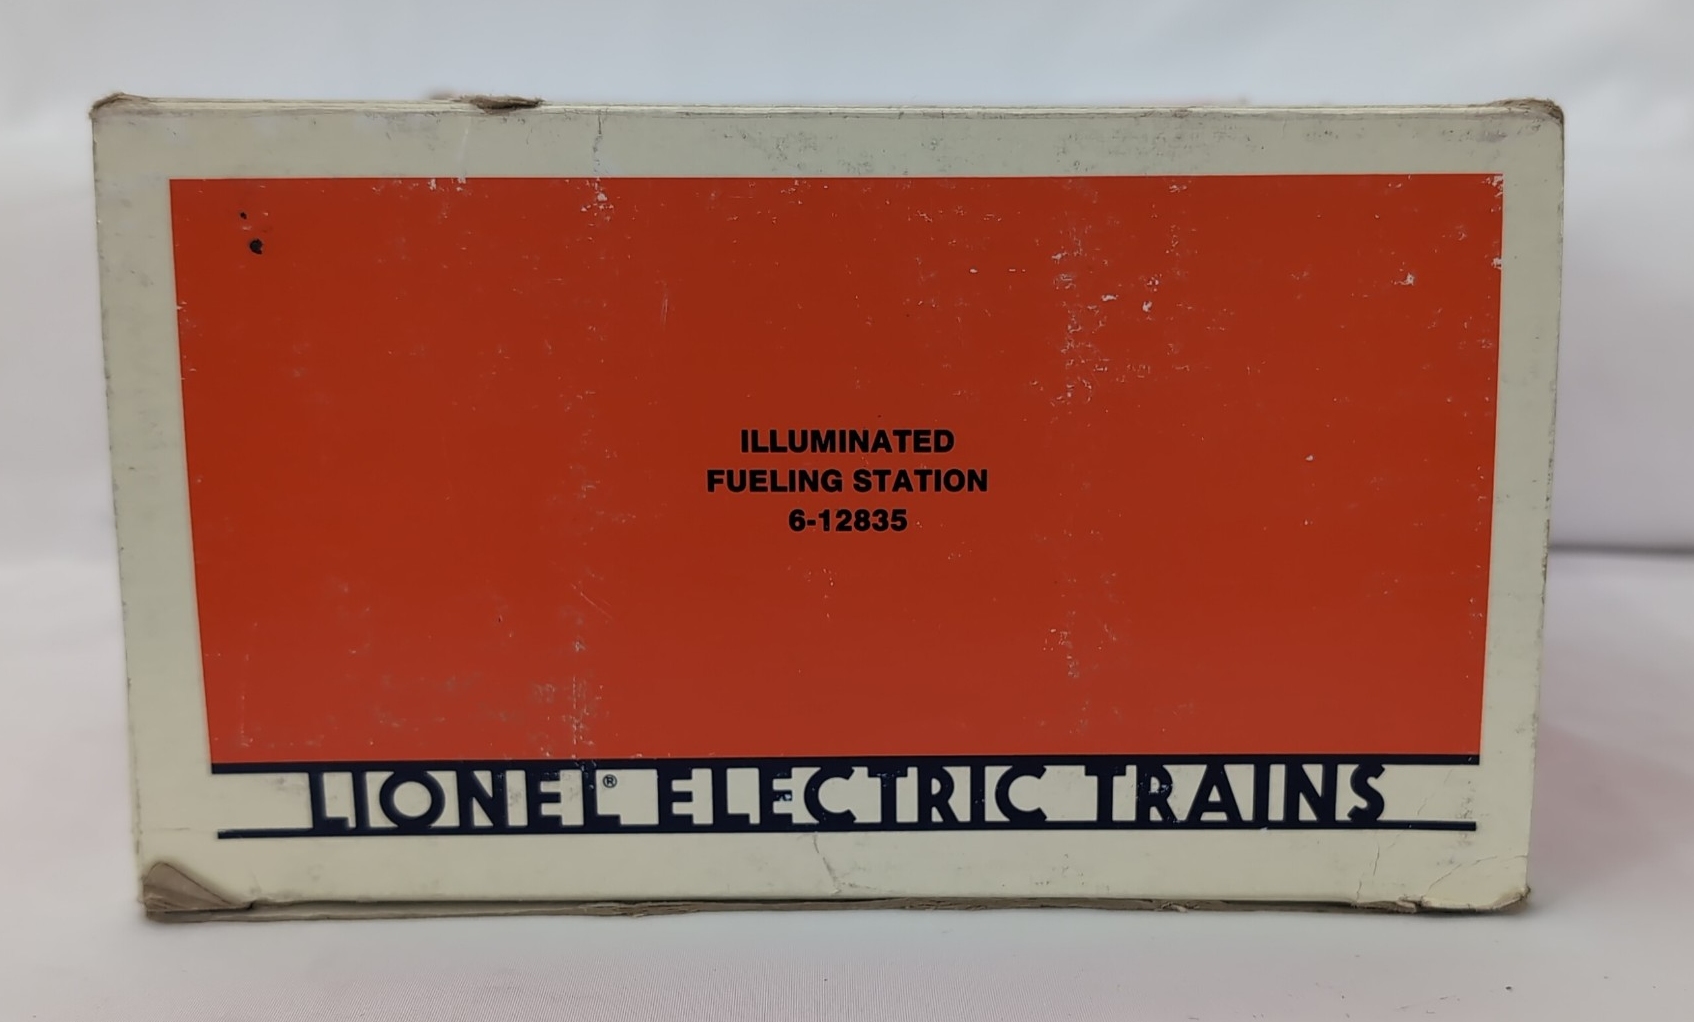 ILLUMINATED
FUELING STATION
6-12835
LIONEL® ELECTRIC TRAINS